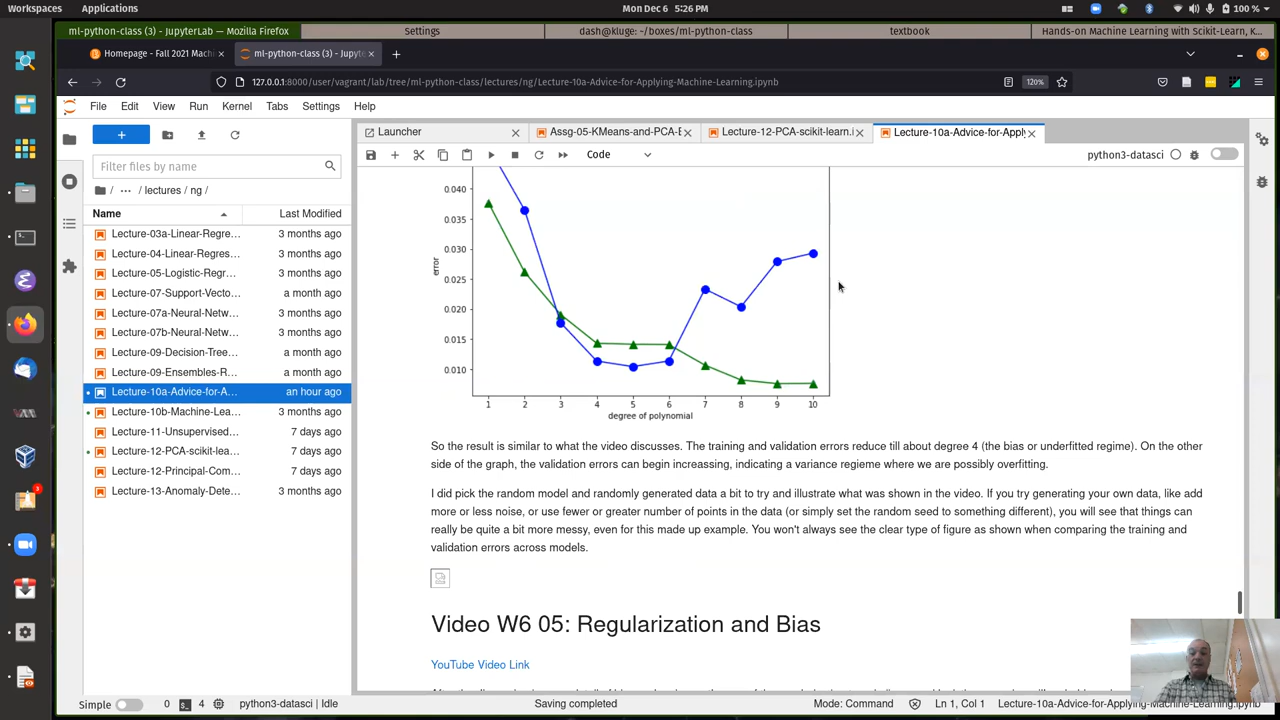 Workspaces Applications Mon Dec 6 5:26 PM 100 %
ml-python-class (3) - JupyterLab — Mozilla Firefox Settings dash@kluge: ~/boxes/ml-python-class textbook Hands-on Machine Learning with Scikit-Learn, K...
Homepage - Fall 2021 Machi ml-python-class (3) - Jupyte
127.0.0.1:8000/user/vagrant/lab/tree/ml-python-class/lectures/ng/Lecture-10a-Advice-for-Applying-Machine-Learning.ipynb 120%
File Edit View Run Kernel Tabs Settings Help
Launcher Assg-05-KMeans-and-PCA-E Lecture-12-PCA-scikit-learn.i Lecture-10a-Advice-for-Apply
Code python3-datasci
Filter files by name
/ ... / lectures / ng /
Name Last Modified
Lecture-03a-Linear-Regre... 3 months ago
Lecture-04-Linear-Regres... 3 months ago
Lecture-05-Logistic-Regr... 3 months ago
Lecture-07-Support-Vecto... a month ago
Lecture-07a-Neural-Netw... 3 months ago
Lecture-07b-Neural-Netw... 3 months ago
Lecture-09-Decision-Tree... a month ago
Lecture-09-Ensembles-R... a month ago
Lecture-10a-Advice-for-A... an hour ago
Lecture-10b-Machine-Lea... 3 months ago
Lecture-11-Unsupervised... 7 days ago
Lecture-12-PCA-scikit-lea... 7 days ago
Lecture-12-Principal-Com... 7 days ago
Lecture-13-Anomaly-Dete... 3 months ago
0.040
0.035
0.030
0.025
0.020
0.015
0.010
error
1 2 3 4 5 6 7 8 9 10
degree of polynomial
So the result is similar to what the video discusses. The training and validation errors reduce till about degree 4 (the bias or underfitted regime). On the other
side of the graph, the validation errors can begin increassing, indicating a variance regieme where we are possibly overfitting.
I did pick the random model and randomly generated data a bit to try and illustrate what was shown in the video. If you try generating your own data, like add
more or less noise, or use fewer or greater number of points in the data (or simply set the random seed to something different), you will see that things can
really be quite a bit more messy, even for this made up example. You won't always see the clear type of figure as shown when comparing the training and
validation errors across models.
Video W6 05: Regularization and Bias
YouTube Video Link
Simple 0 4 python3-datasci | Idle Saving completed Mode: Command Ln 1, Col 1 Lecture-10a-Advice-for-Applying-Machine-Learning.ipynb